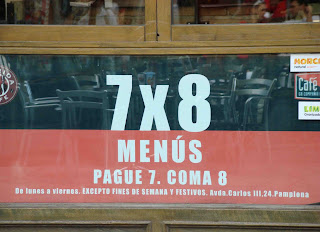 7x8
MENÚS
PAGUE 7. COMA 8
De lunes a viernes. EXCEPTO FINES DE SEMANA Y FESTIVOS. Avda.Carlos III.24.Pamplona
Café